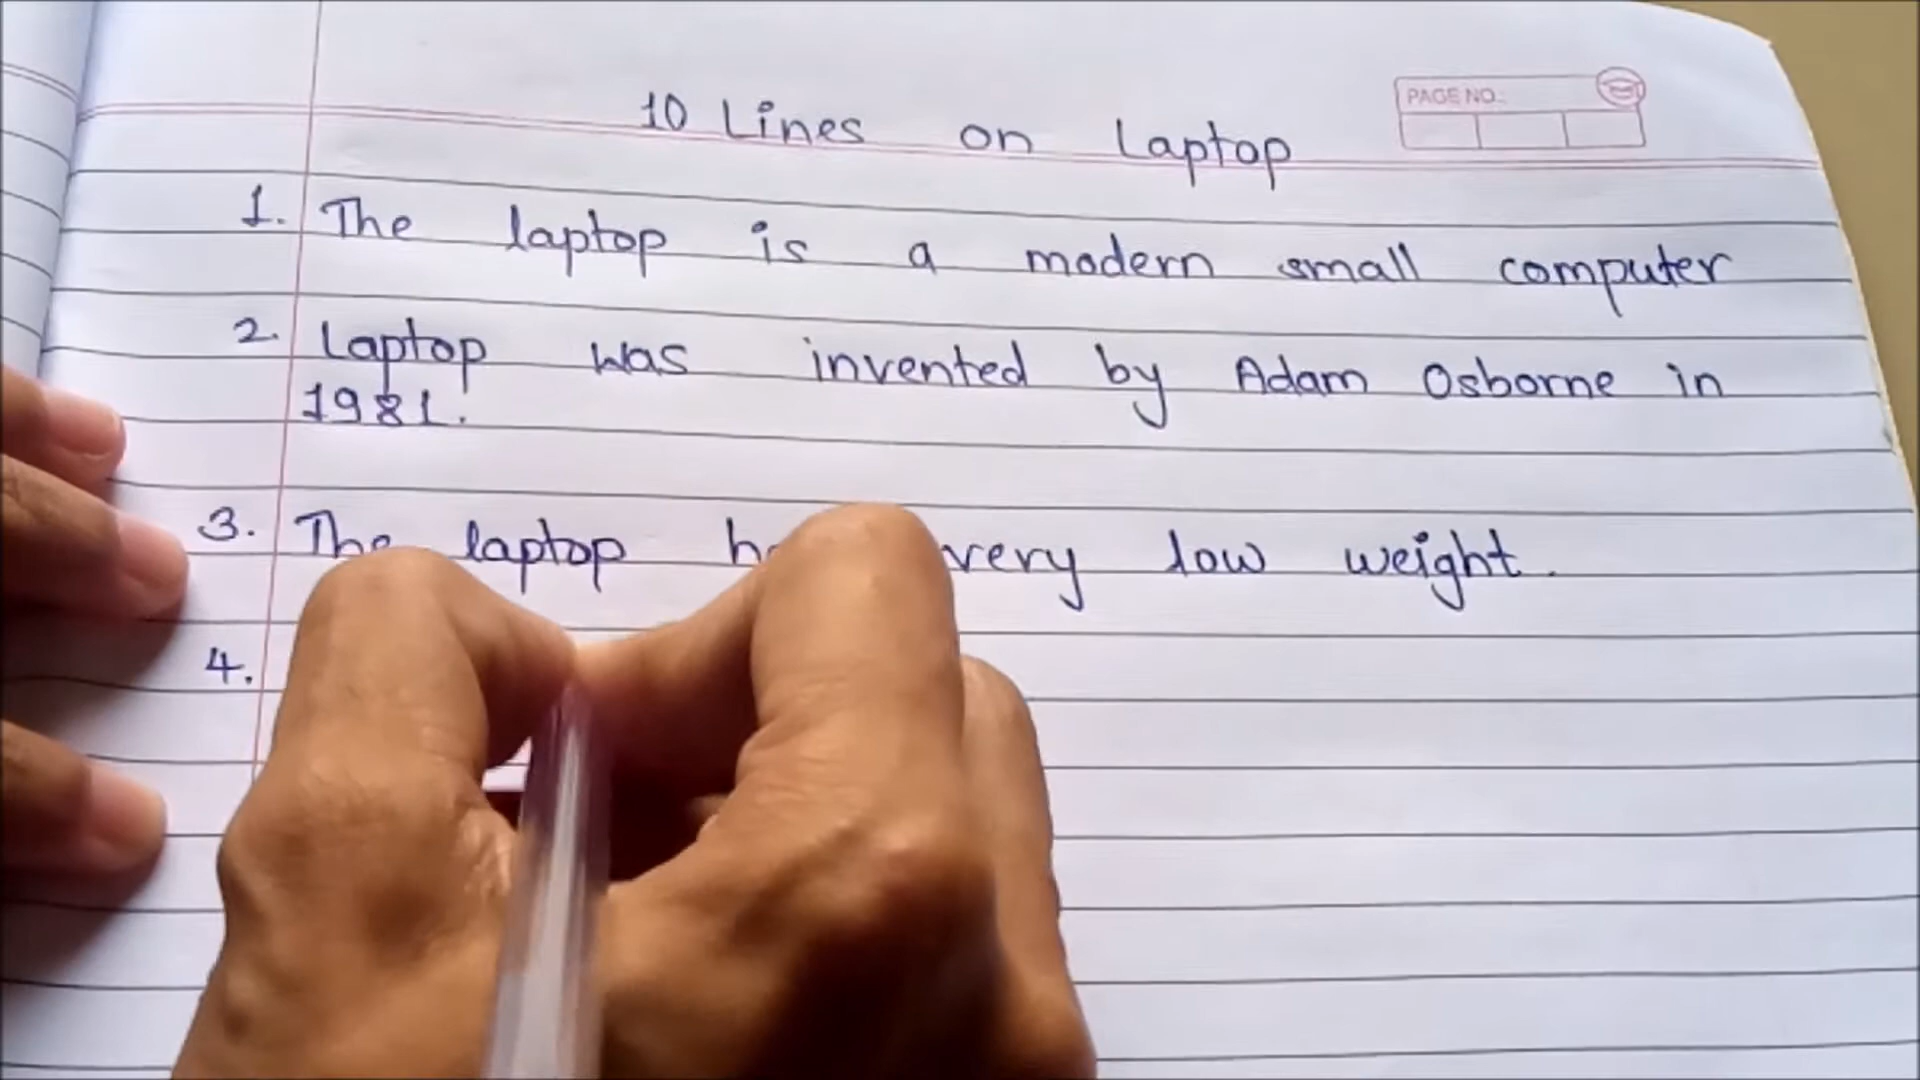 10 Lines on Laptop
PAGE NO.:
1. The laptop is a modern small computer
2. Laptop was invented by Adam Osborne in
1981.
3. The laptop very low weight.
4.